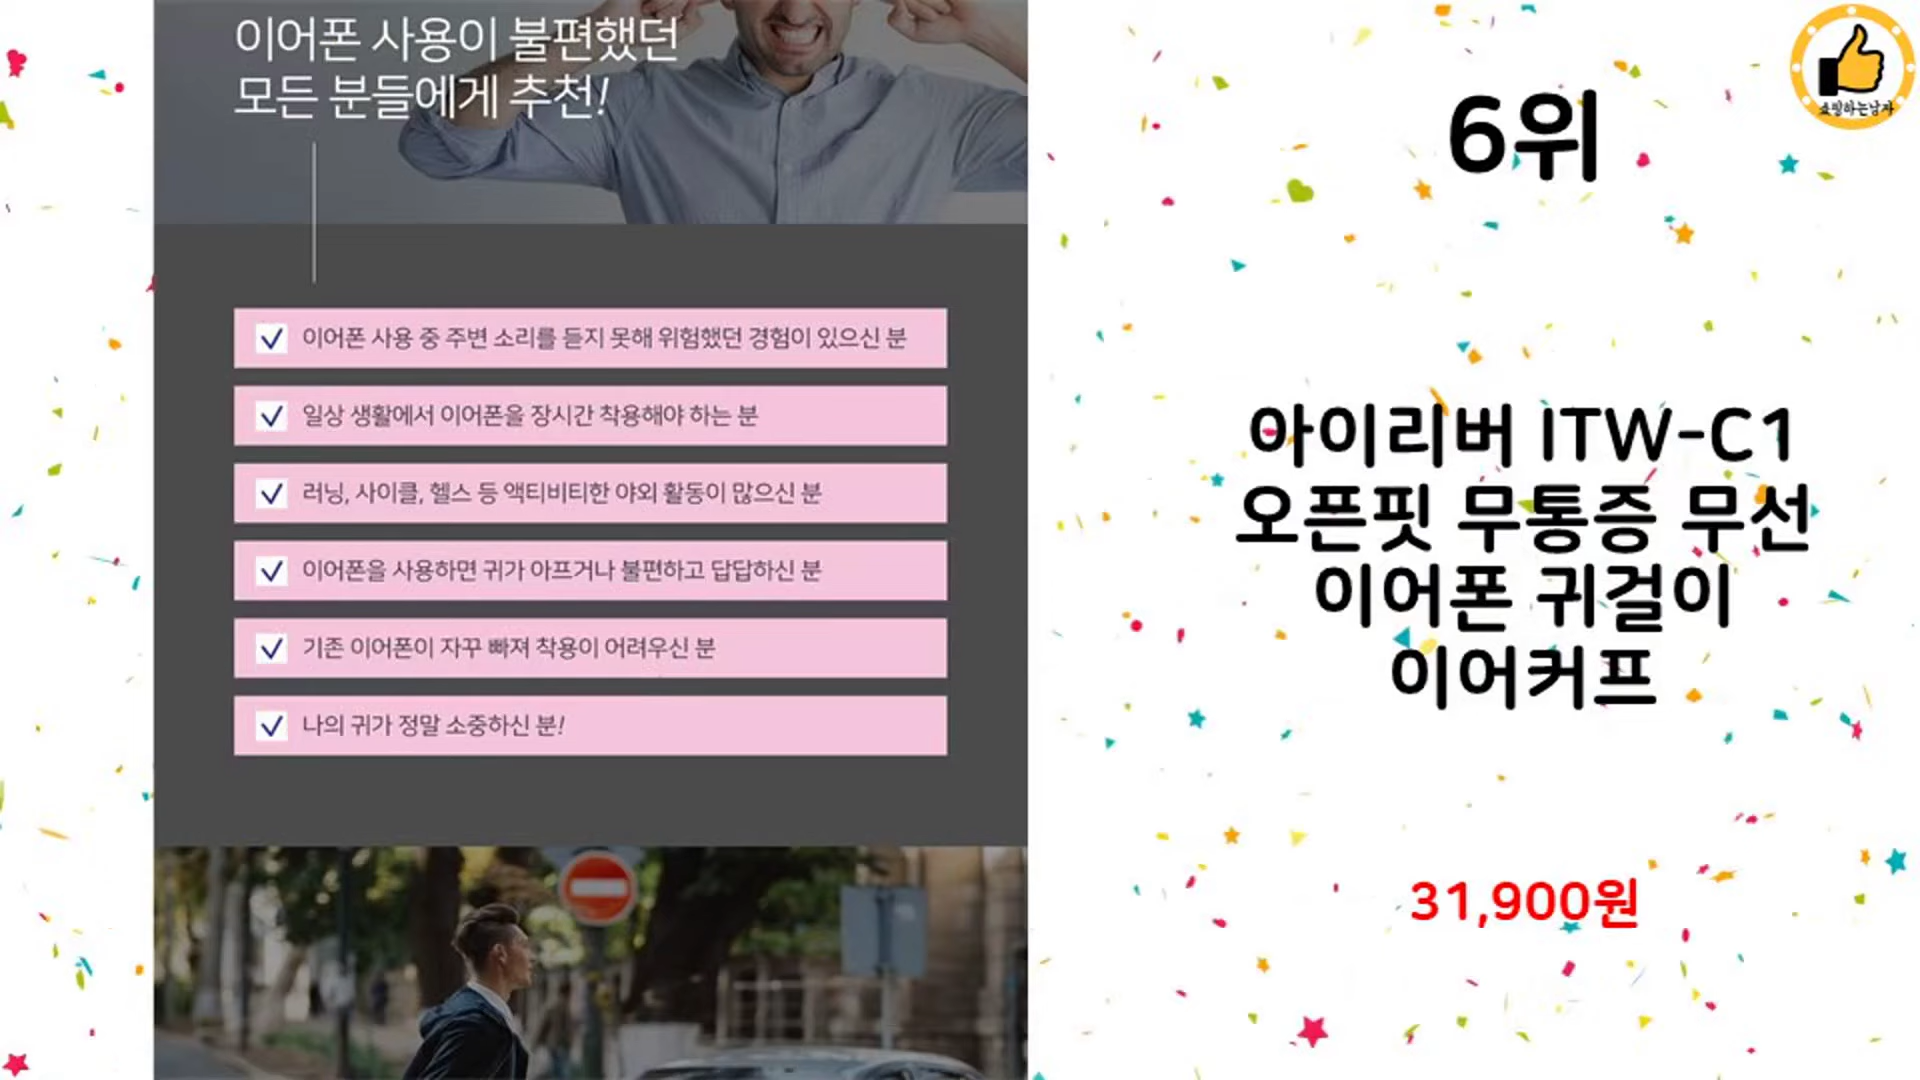 이어폰 사용이 불편했던
모든 분들에게 추천!
이어폰 사용 중 주변 소리를 듣지 못해 위험했던 경험이 있으신 분
일상 생활에서 이어폰을 장시간 착용해야 하는 분
러닝, 사이클, 헬스 등 액티비티한 야외 활동이 많으신 분
이어폰을 사용하면 귀가 아프거나 불편하고 답답하신 분
기존 이어폰이 자꾸 빠져 착용이 어려우신 분
나의 귀가 정말 소중하신 분!
쇼핑하는남자
6위
아이리버 ITW-C1
오픈핏 무통증 무선
이어폰 귀걸이
이어커프
31,900원